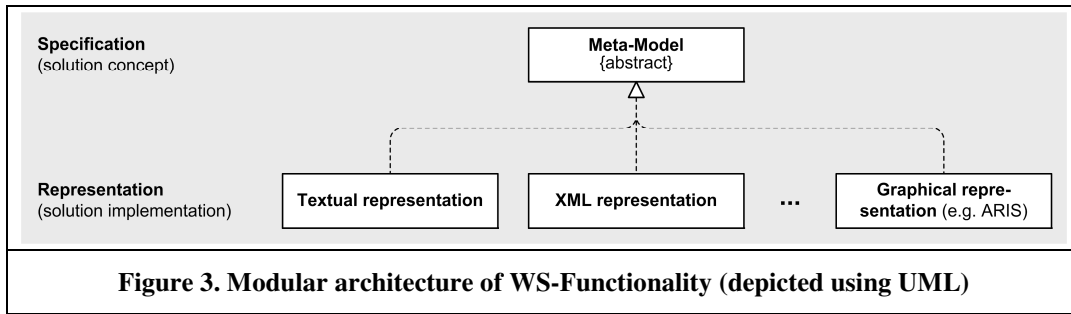 Specification
(solution concept)
Meta-Model
{abstract}
Representation
(solution implementation)
Textual representation
XML representation
...
Graphical repre-
sentation (e.g. ARIS)
Figure 3. Modular architecture of WS-Functionality (depicted using UML)